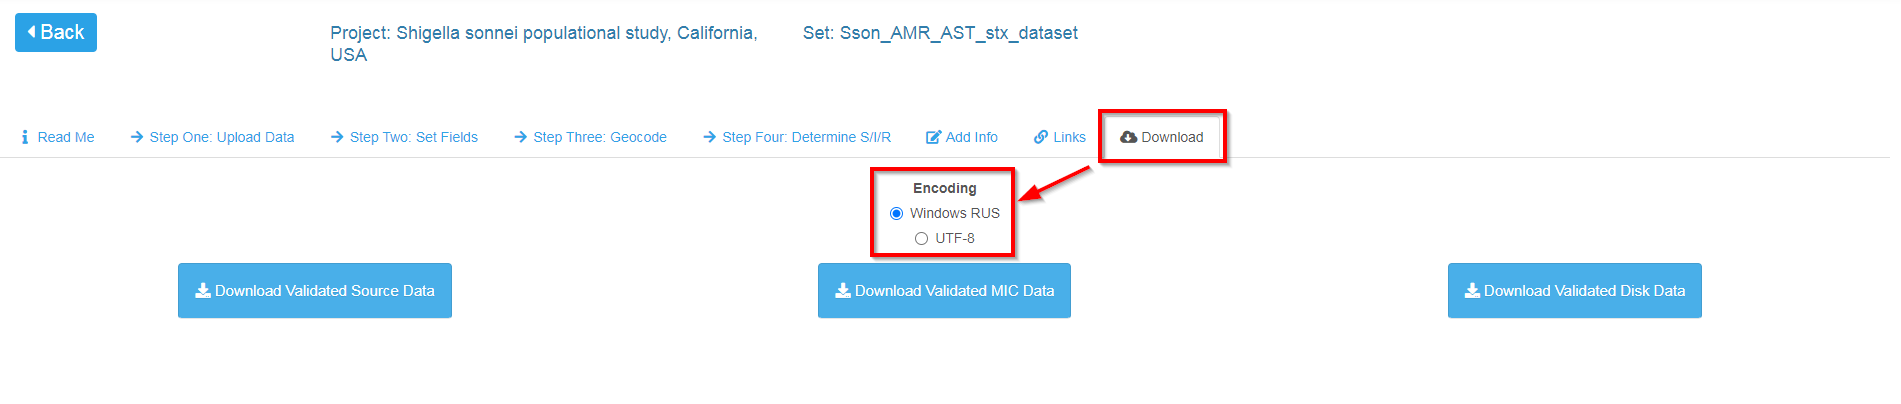 Back
Project: Shigella sonnei populational study, California,
USA
Set: Sson_AMR_AST_stx_dataset
Read Me
Step One: Upload Data
Step Two: Set Fields
Step Three: Geocode
Step Four: Determine S/I/R
Add Info
Links
Download
Encoding
Windows RUS
UTF-8
Download Validated Source Data
Download Validated MIC Data
Download Validated Disk Data